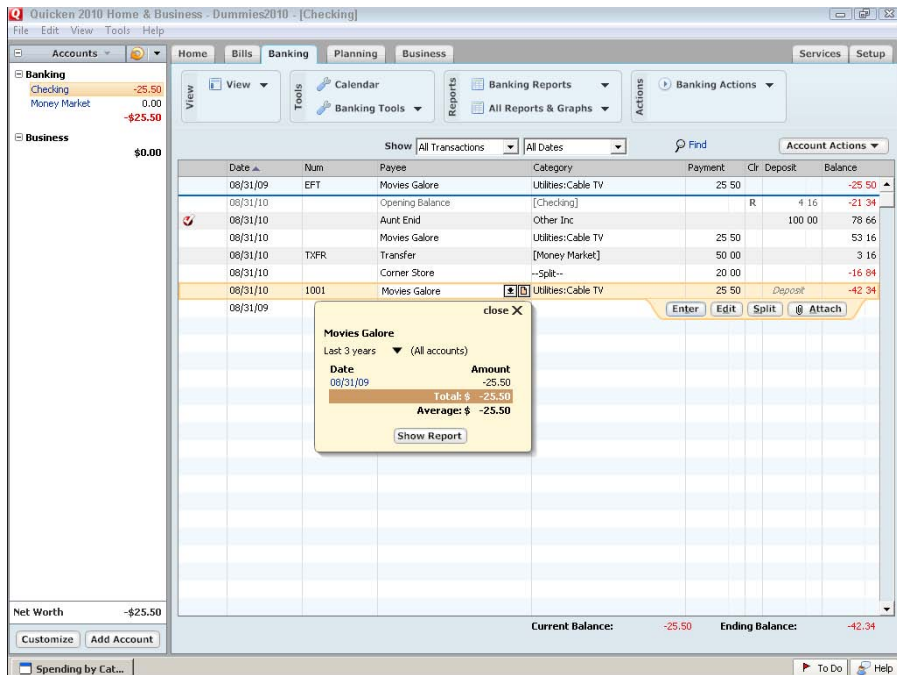 Quicken 2010 Home & Business - Dummies2010 - [Checking]
File Edit View Tools Help
Accounts
Home Bills Banking Planning Business Services Setup
Banking
Checking -25.50
Money Market 0.00
-$25.50
Business
$0.00
View
View
Tools
Calendar
Banking Tools
Reports
Banking Reports
All Reports & Graphs
Actions
Banking Actions
Show All Transactions All Dates Find Account Actions
Date Num Payee Category Payment Clr Deposit Balance
08/31/09 EFT Movies Galore Utilities:Cable TV 25 50 -25 50
08/31/10 Opening Balance [Checking] R 4 16 -21 34
08/31/10 Aunt Enid Other Inc 100 00 78 66
08/31/10 Movies Galore Utilities:Cable TV 25 50 53 16
08/31/10 TXFR Transfer [Money Market] 50 00 3 16
08/31/10 Corner Store --Split-- 20 00 -16 84
08/31/10 1001 Movies Galore Utilities:Cable TV 25 50 Deposit -42 34
08/31/09 Enter Edit Split Attach
close X
Movies Galore
Last 3 years (All accounts)
Date Amount
08/31/09 -25.50
Total: $ -25.50
Average: $ -25.50
Show Report
Net Worth -$25.50
Current Balance: -25.50 Ending Balance: -42.34
Customize Add Account
Spending by Cat... To Do Help